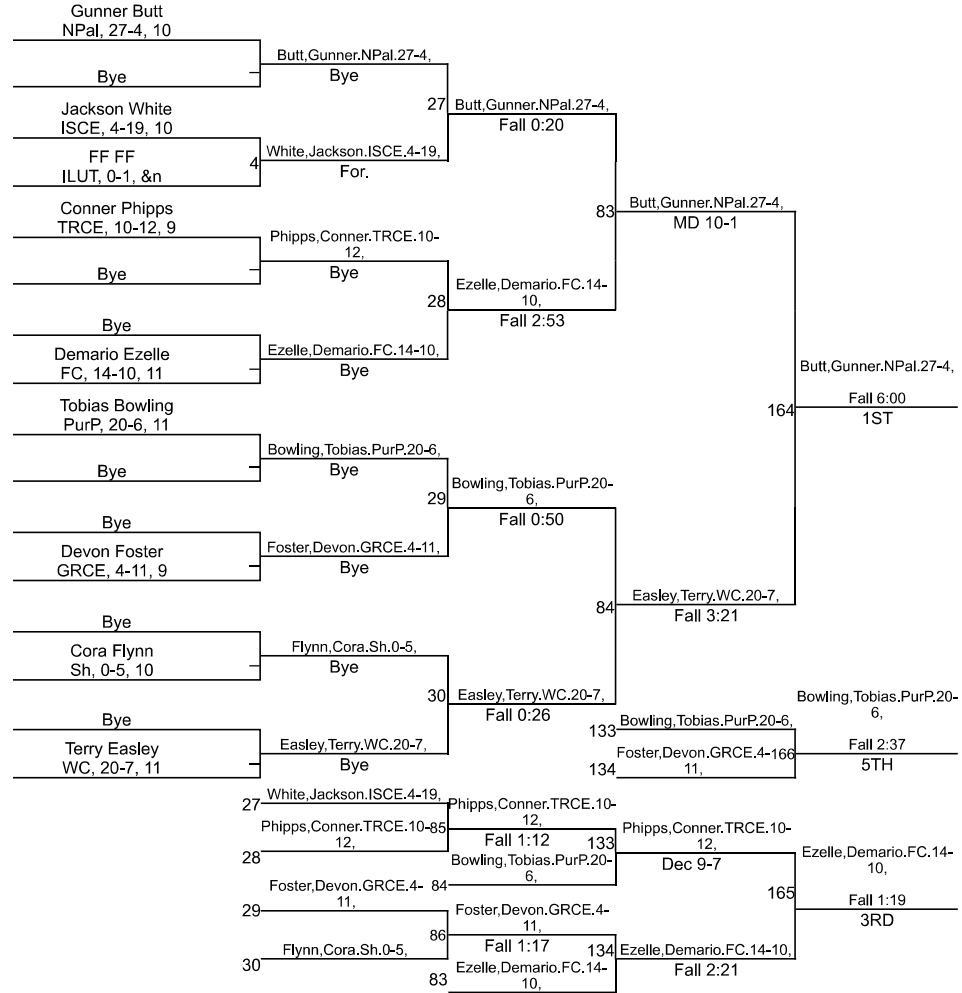 Gunner Butt
NPal, 27-4, 10
Bye
Butt,Gunner.NPal.27-4,
Bye
Jackson White
ISCE, 4-19, 10
FF FF
ILUT, 0-1, &n
4
White,Jackson.ISCE.4-19,
For.
27
Butt,Gunner.NPal.27-4,
Fall 0:20
Conner Phipps
TRCE, 10-12, 9
Bye
Phipps,Conner.TRCE.10-
12,
Bye
Bye
Demario Ezelle
FC, 14-10, 11
Ezelle,Demario.FC.14-10,
Bye
28
Ezelle,Demario.FC.14-
10,
Fall 2:53
83
Butt,Gunner.NPal.27-4,
MD 10-1
Tobias Bowling
PurP, 20-6, 11
Bye
Bowling,Tobias.PurP.20-6,
Bye
Bye
Devon Foster
GRCE, 4-11, 9
Foster,Devon.GRCE.4-11,
Bye
29
Bowling,Tobias.PurP.20-
6,
Fall 0:50
Bye
Cora Flynn
Sh, 0-5, 10
Flynn,Cora.Sh.0-5,
Bye
Bye
Terry Easley
WC, 20-7, 11
Easley,Terry.WC.20-7,
Bye
30
Easley,Terry.WC.20-7,
Fall 0:26
84
Easley,Terry.WC.20-7,
Fall 3:21
164
Butt,Gunner.NPal.27-4,
Fall 6:00
1ST
133
Bowling,Tobias.PurP.20-6,
134
Foster,Devon.GRCE.4-
11,
166
Bowling,Tobias.PurP.20-
6,
Fall 2:37
5TH
27
White,Jackson.ISCE.4-19,
28
Phipps,Conner.TRCE.10-
12,
85
Phipps,Conner.TRCE.10-
12,
Fall 1:12
84
Bowling,Tobias.PurP.20-
6,
133
Phipps,Conner.TRCE.10-
12,
Dec 9-7
29
Foster,Devon.GRCE.4-
11,
30
Flynn,Cora.Sh.0-5,
86
Foster,Devon.GRCE.4-
11,
Fall 1:17
83
Ezelle,Demario.FC.14-
10,
134
Ezelle,Demario.FC.14-10,
Fall 2:21
165
Ezelle,Demario.FC.14-
10,
Fall 1:19
3RD